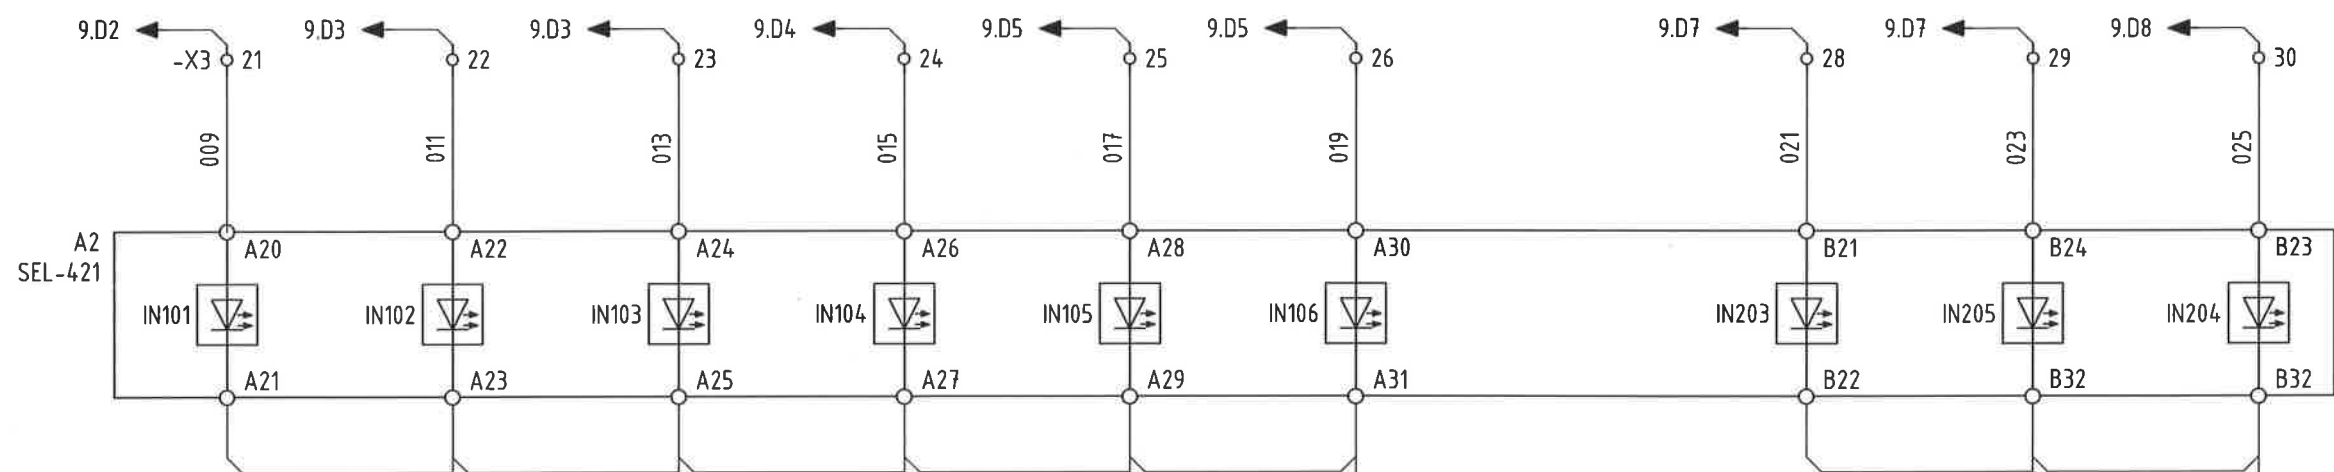 9.D2 9.D3 9.D3 9.D4 9.D5 9.D5 9.D7 9.D7 9.D8
-X3 21 22 23 24 25 26 28 29 30
009 011 013 015 017 019 021 023 025
A2 A20 A22 A24 A26 A28 A30 B21 B24 B23
SEL-421
IN101 IN102 IN103 IN104 IN105 IN106 IN203 IN205 IN204
A21 A23 A25 A27 A29 A31 B22 B32 B32